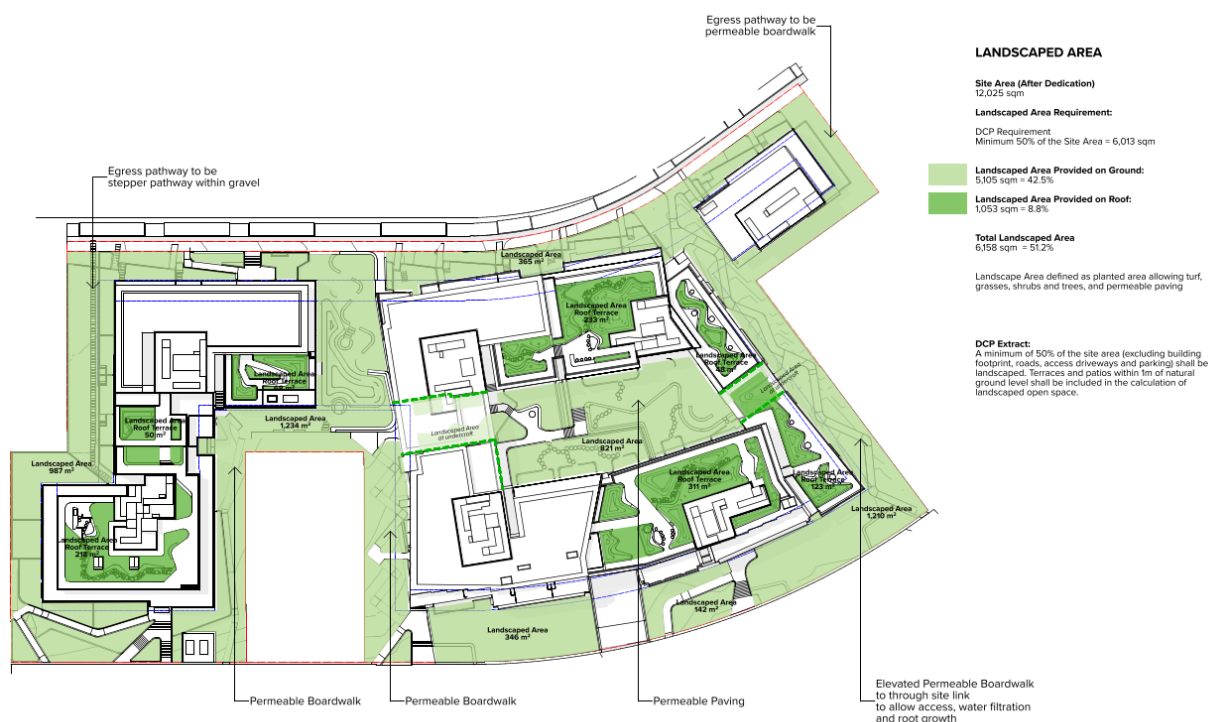 Egress pathway to be
permeable boardwalk
LANDSCAPED AREA
Site Area (After Dedication)
12,025 sqm
Landscaped Area Requirement:
DCP Requirement
Minimum 50% of the Site Area = 6,013 sqm
Landscaped Area Provided on Ground:
5,105 sqm = 42.5%
Landscaped Area Provided on Roof:
1,053 sqm = 8.8%
Total Landscaped Area
6,158 sqm = 51.2%
Landscape Area defined as planted area allowing turf,
grasses, shrubs and trees, and permeable paving
DCP Extract:
A minimum of 50% of the site area (excluding building
footprint, roads, access driveways and parking) shall be
landscaped. Terraces and patios within 1m of natural
ground level shall be included in the calculation of
landscaped open space.
Egress pathway to be
stepper pathway within gravel
Landscaped Area
365 m²
Landscaped Area
Roof Terrace
233 m²
Landscaped Area
Roof Terrace
48 m²
Landscaped Area
at undercroft
Landscaped Area
Roof Terrace
Landscaped Area
1,234 m²
Landscaped Area
Roof Terrace
50 m²
Landscaped Area
at undercroft
Landscaped Area
821 m²
Landscaped Area
987 m²
Landscaped Area
Roof Terrace
311 m²
Landscaped Area
Roof Terrace
123 m²
Landscaped Area
1,210 m²
Landscaped Area
Roof Terrace
Landscaped Area
142 m²
Landscaped Area
346 m²
Permeable Boardwalk
Permeable Boardwalk
Permeable Paving
Elevated Permeable Boardwalk
to through site link
to allow access, water filtration
and root growth